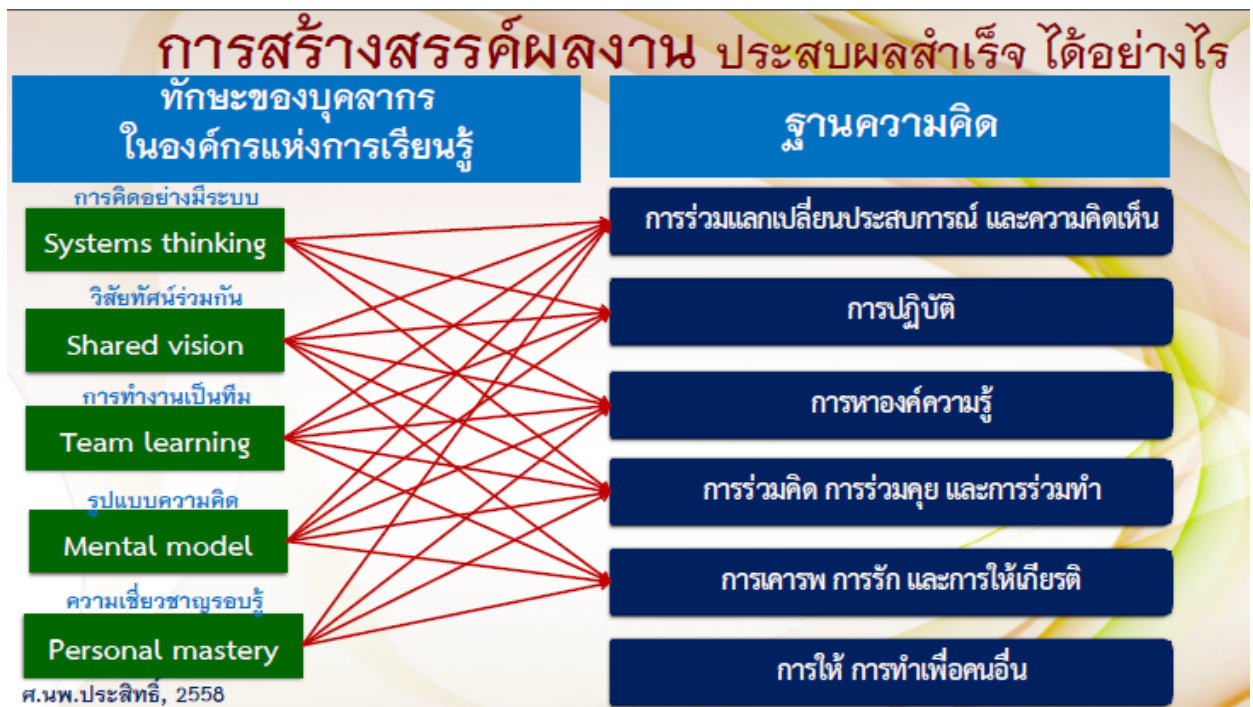 การสร้างสรรค์ผลงาน ประสบผลสำเร็จ ได้อย่างไร
ทักษะของบุคลากร
ในองค์กรแห่งการเรียนรู้
การคิดอย่างมีระบบ
Systems thinking
วิสัยทัศน์ร่วมกัน
Shared vision
การทำงานเป็นทีม
Team learning
รูปแบบความคิด
Mental model
ความเชี่ยวชาญรอบรู้
Personal mastery
ศ.นพ.ประสิทธิ์, 2558
ฐานความคิด
การร่วมแลกเปลี่ยนประสบการณ์ และความคิดเห็น
การปฏิบัติ
การหาองค์ความรู้
การร่วมคิด การร่วมคุย และการร่วมทำ
การเคารพ การรัก และการให้เกียรติ
การให้ การทำเพื่อคนอื่น